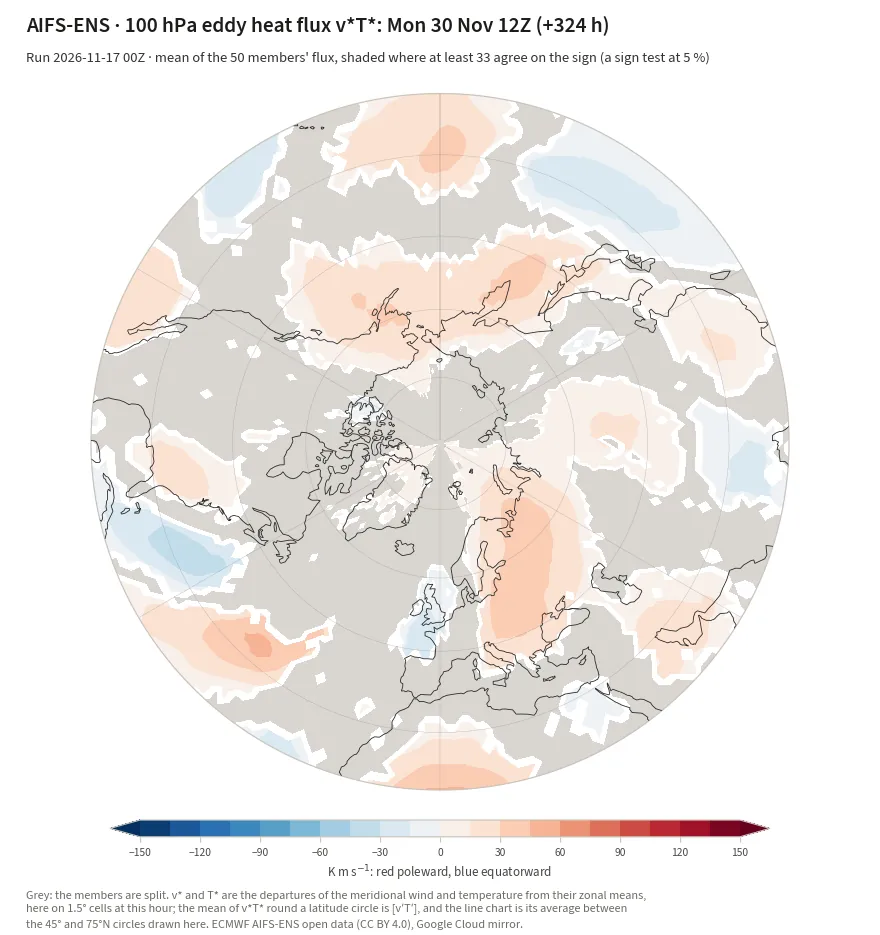 AIFS-ENS · 100 hPa eddy heat flux v*T*: Mon 30 Nov 12Z (+324 h)
Run 2026-11-17 00Z · mean of the 50 members' flux, shaded where at least 33 agree on the sign (a sign test at 5 %)
−150 −120 −90 −60 −30 0 30 60 90 120 150
K m s⁻¹: red poleward, blue equatorward
Grey: the members are split. v* and T* are the departures of the meridional wind and temperature from their zonal means,
here on 1.5° cells at this hour; the mean of v*T* round a latitude circle is [v'T'], and the line chart is its average between
the 45° and 75°N circles drawn here. ECMWF AIFS-ENS open data (CC BY 4.0), Google Cloud mirror.